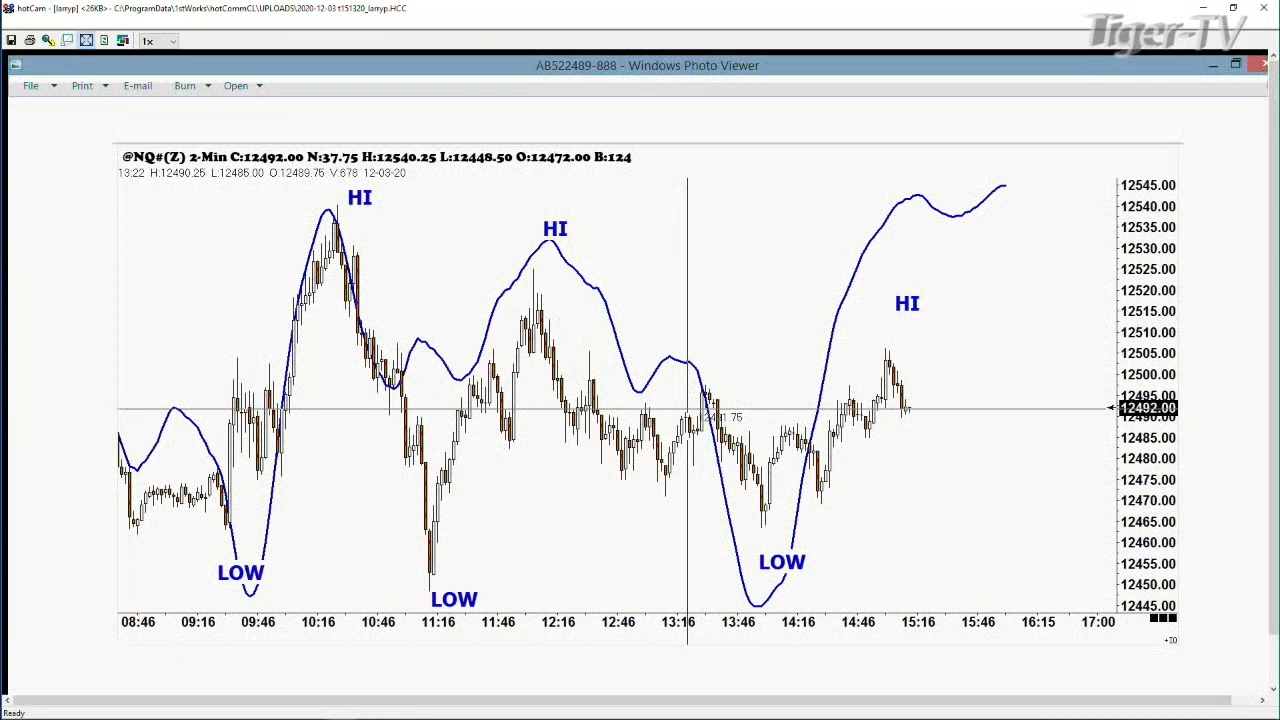 hotCam - [larryp] <26KB> - C:\ProgramData\1stWorks\hotCommCL\UPLOADS\2020-12-03 t151320_larryp.HCC
Tiger-TV
1x
AB522489-888 - Windows Photo Viewer
File Print E-mail Burn Open
@NQ#(Z) 2-Min C:12492.00 N:37.75 H:12540.25 L:12448.50 O:12472.00 B:124
13:22 H:12490.25 L:12485.00 O:12489.75 V:678 12-03-20
HI
HI
HI
LOW
LOW
LOW
12545.00
12540.00
12535.00
12530.00
12525.00
12520.00
12515.00
12510.00
12505.00
12500.00
12495.00
12492.00
12490.00
12485.00
12480.00
12475.00
12470.00
12465.00
12460.00
12455.00
12450.00
12445.00
08:46 09:16 09:46 10:16 10:46 11:16 11:46 12:16 12:46 13:16 13:46 14:16 14:46 15:16 15:46 16:15 17:00
+10
Ready